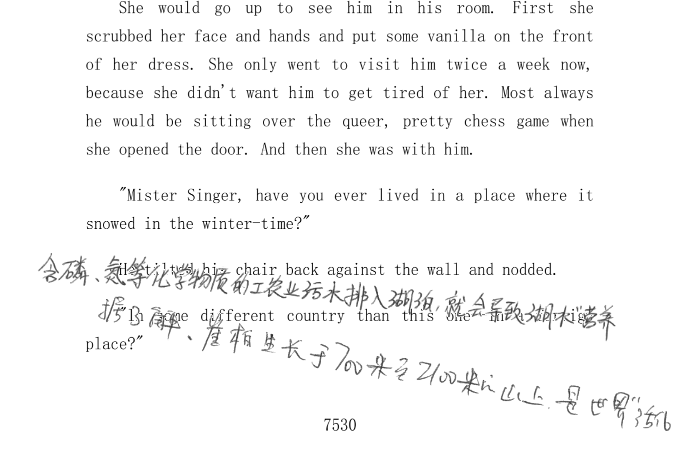 She would go up to see him in his room. First she
scrubbed her face and hands and put some vanilla on the front
of her dress. She only went to visit him twice a week now,
because she didn't want him to get tired of her. Most always
he would be sitting over the queer, pretty chess game when
she opened the door. And then she was with him.
"Mister Singer, have you ever lived in a place where it
snowed in the winter-time?"
He tilted his chair back against the wall and nodded.
含磷、氮等化学物质的工农业污水排入湖泊,就会导致湖水"营养
"In some different country than this one in a foreign
据了解、崖柏生长于700米至2100米的山上,是世界"活化
place?"
7530